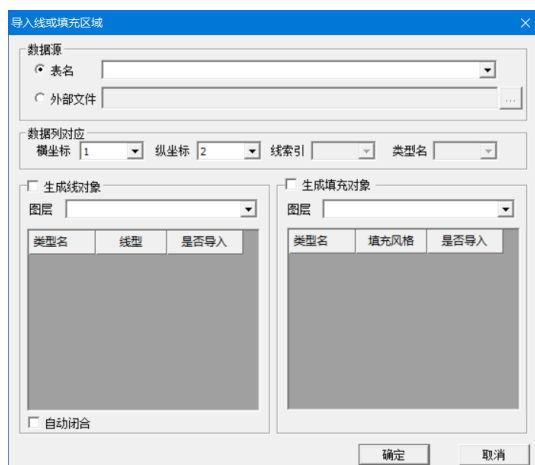 导入线或填充区域
数据源
表名
外部文件 ...
数据列对应
横坐标 1 纵坐标 2 线索引 类型名
生成线对象
图层
类型名 线型 是否导入
自动闭合
生成填充对象
图层
类型名 填充风格 是否导入
确定 取消